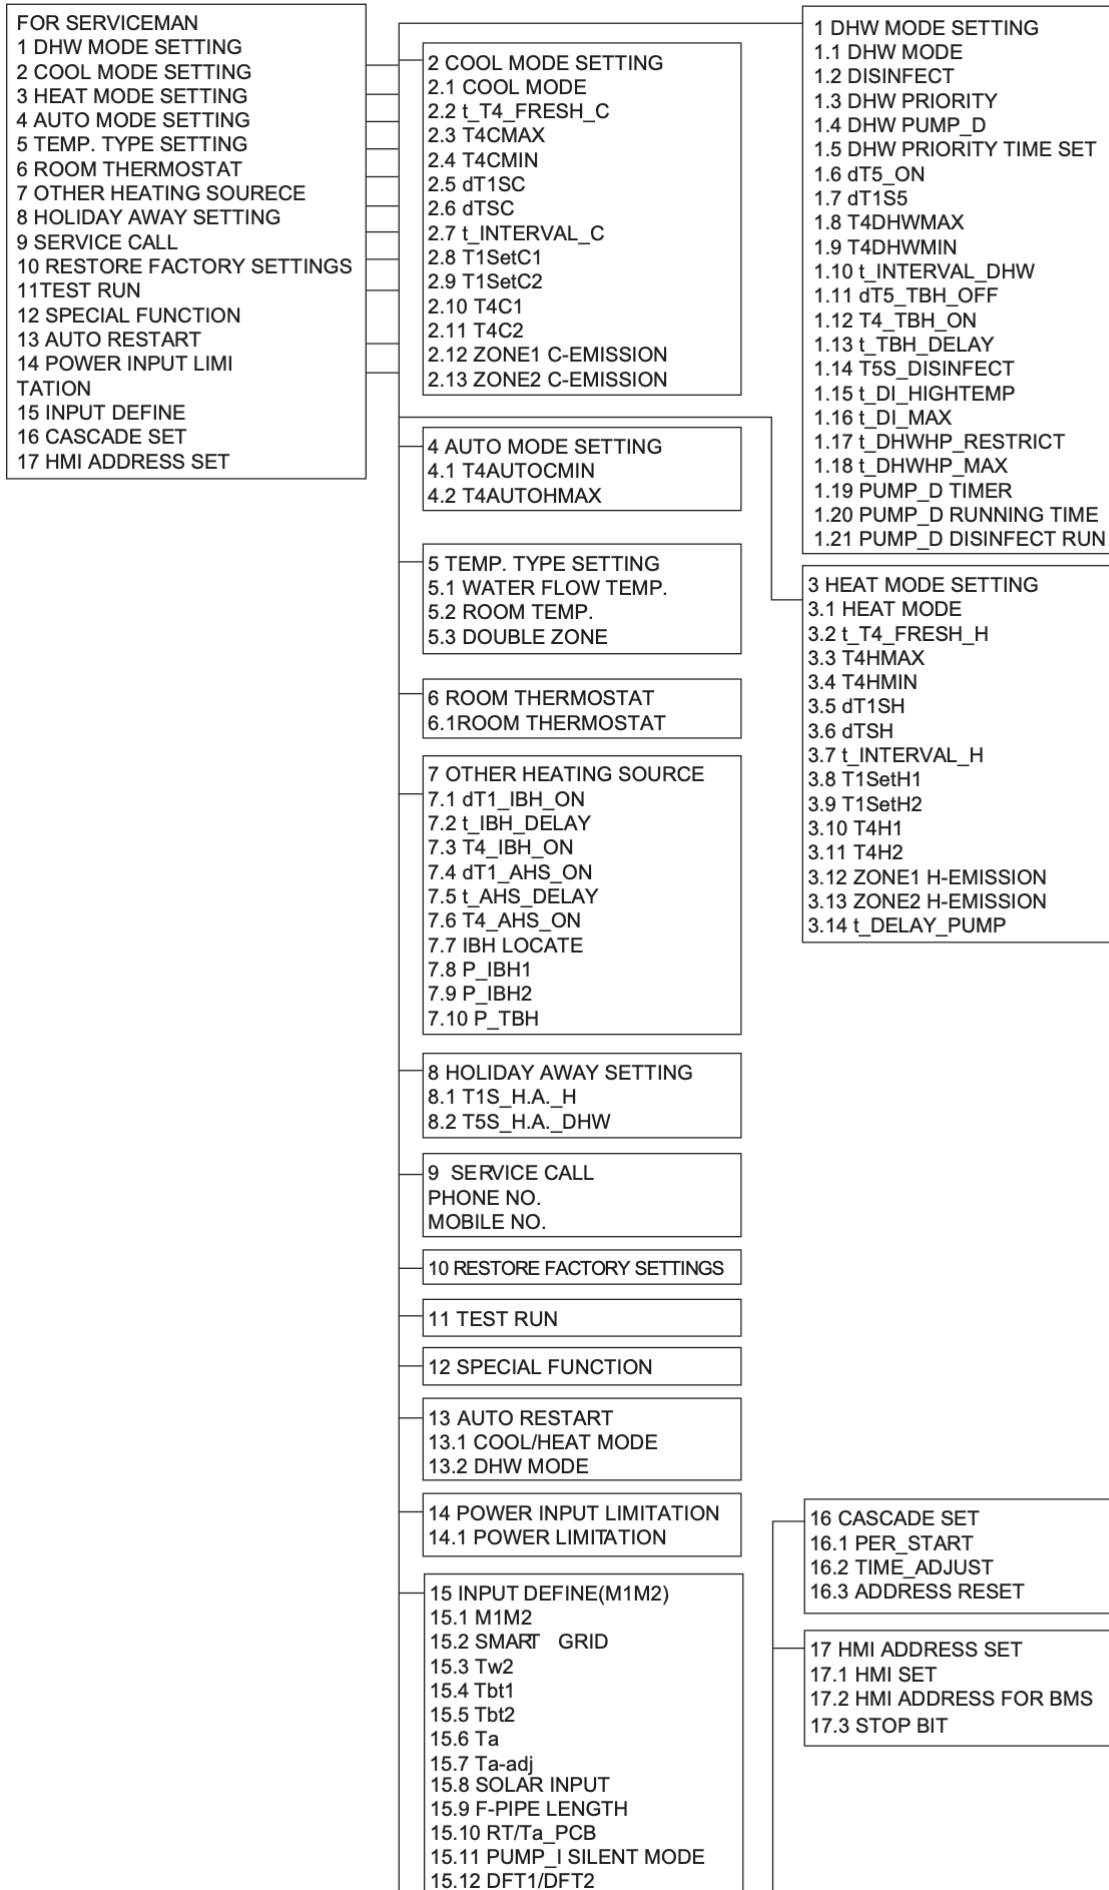 FOR SERVICEMAN
1 DHW MODE SETTING
2 COOL MODE SETTING
3 HEAT MODE SETTING
4 AUTO MODE SETTING
5 TEMP. TYPE SETTING
6 ROOM THERMOSTAT
7 OTHER HEATING SOURECE
8 HOLIDAY AWAY SETTING
9 SERVICE CALL
10 RESTORE FACTORY SETTINGS
11TEST RUN
12 SPECIAL FUNCTION
13 AUTO RESTART
14 POWER INPUT LIMI
TATION
15 INPUT DEFINE
16 CASCADE SET
17 HMI ADDRESS SET
1 DHW MODE SETTING
1.1 DHW MODE
1.2 DISINFECT
1.3 DHW PRIORITY
1.4 DHW PUMP_D
1.5 DHW PRIORITY TIME SET
1.6 dT5_ON
1.7 dT1S5
1.8 T4DHWMAX
1.9 T4DHWMIN
1.10 t_INTERVAL_DHW
1.11 dT5_TBH_OFF
1.12 T4_TBH_ON
1.13 t_TBH_DELAY
1.14 T5S_DISINFECT
1.15 t_DI_HIGHTEMP
1.16 t_DI_MAX
1.17 t_DHWHP_RESTRICT
1.18 t_DHWHP_MAX
1.19 PUMP_D TIMER
1.20 PUMP_D RUNNING TIME
1.21 PUMP_D DISINFECT RUN
2 COOL MODE SETTING
2.1 COOL MODE
2.2 t_T4_FRESH_C
2.3 T4CMAX
2.4 T4CMIN
2.5 dT1SC
2.6 dTSC
2.7 t_INTERVAL_C
2.8 T1SetC1
2.9 T1SetC2
2.10 T4C1
2.11 T4C2
2.12 ZONE1 C-EMISSION
2.13 ZONE2 C-EMISSION
3 HEAT MODE SETTING
3.1 HEAT MODE
3.2 t_T4_FRESH_H
3.3 T4HMAX
3.4 T4HMIN
3.5 dT1SH
3.6 dTSH
3.7 t_INTERVAL_H
3.8 T1SetH1
3.9 T1SetH2
3.10 T4H1
3.11 T4H2
3.12 ZONE1 H-EMISSION
3.13 ZONE2 H-EMISSION
3.14 t_DELAY_PUMP
4 AUTO MODE SETTING
4.1 T4AUTOCMIN
4.2 T4AUTOHMAX
5 TEMP. TYPE SETTING
5.1 WATER FLOW TEMP.
5.2 ROOM TEMP.
5.3 DOUBLE ZONE
6 ROOM THERMOSTAT
6.1ROOM THERMOSTAT
7 OTHER HEATING SOURCE
7.1 dT1_IBH_ON
7.2 t_IBH_DELAY
7.3 T4_IBH_ON
7.4 dT1_AHS_ON
7.5 t_AHS_DELAY
7.6 T4_AHS_ON
7.7 IBH LOCATE
7.8 P_IBH1
7.9 P_IBH2
7.10 P_TBH
8 HOLIDAY AWAY SETTING
8.1 T1S_H.A._H
8.2 T5S_H.A._DHW
9 SERVICE CALL
PHONE NO.
MOBILE NO.
10 RESTORE FACTORY SETTINGS
11 TEST RUN
12 SPECIAL FUNCTION
13 AUTO RESTART
13.1 COOL/HEAT MODE
13.2 DHW MODE
14 POWER INPUT LIMITATION
14.1 POWER LIMITATION
15 INPUT DEFINE(M1M2)
15.1 M1M2
15.2 SMART GRID
15.3 Tw2
15.4 Tbt1
15.5 Tbt2
15.6 Ta
15.7 Ta-adj
15.8 SOLAR INPUT
15.9 F-PIPE LENGTH
15.10 RT/Ta_PCB
15.11 PUMP_I SILENT MODE
15.12 DFT1/DFT2
16 CASCADE SET
16.1 PER_START
16.2 TIME_ADJUST
16.3 ADDRESS RESET
17 HMI ADDRESS SET
17.1 HMI SET
17.2 HMI ADDRESS FOR BMS
17.3 STOP BIT